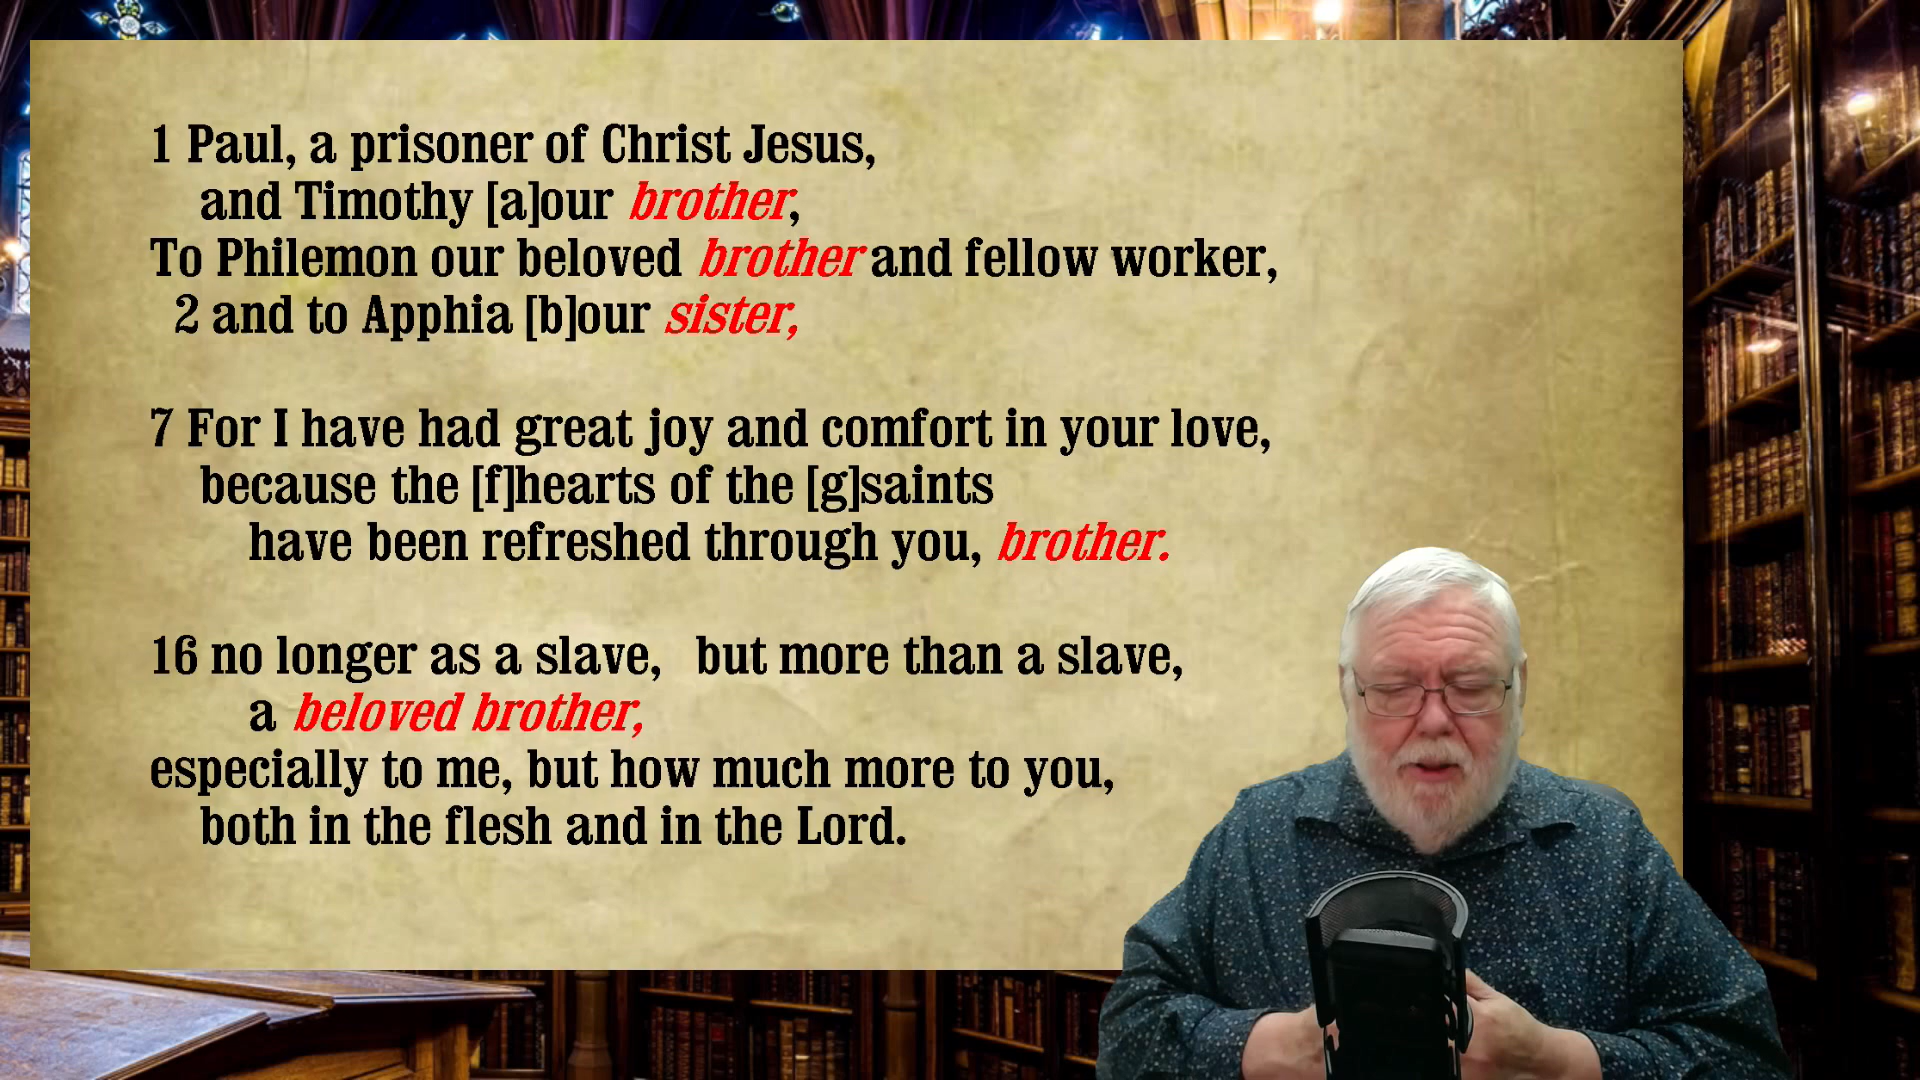 1 Paul, a prisoner of Christ Jesus,
and Timothy [a]our brother,
To Philemon our beloved brother and fellow worker,
2 and to Apphia [b]our sister,
7 For I have had great joy and comfort in your love,
because the [f]hearts of the [g]saints
have been refreshed through you, brother.
16 no longer as a slave, but more than a slave,
a beloved brother,
especially to me, but how much more to you,
both in the flesh and in the Lord.